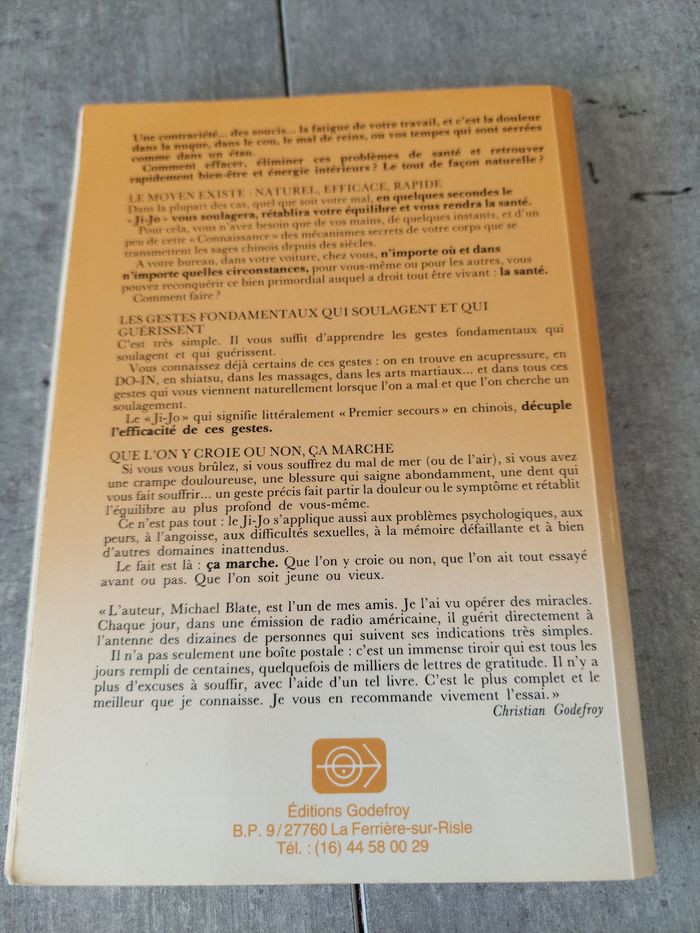 Une contrariété... des soucis... la fatigue de votre travail, et c'est la douleur
dans la nuque, dans le cou, le mal de reins, ou vos tempes qui sont serrées
comme dans un étau.
Comment effacer, éliminer ces problèmes de santé et retrouver
rapidement bien-être et énergie intérieurs ? Le tout de façon naturelle ?
LE MOYEN EXISTE : NATUREL, EFFICACE, RAPIDE
Dans la plupart des cas, quel que soit votre mal, en quelques secondes le
« Ji-Jo » vous soulagera, rétablira votre équilibre et vous rendra la santé.
Pour cela, vous n'avez besoin que de vos mains, de quelques instants, et d'un
peu de cette « Connaissance » des mécanismes secrets de votre corps que se
transmettent les sages chinois depuis des siècles.
A votre bureau, dans votre voiture, chez vous, n'importe où et dans
n'importe quelles circonstances, pour vous-même ou pour les autres, vous
pouvez reconquérir ce bien primordial auquel a droit tout être vivant : la santé.
Comment faire ?
LES GESTES FONDAMENTAUX QUI SOULAGENT ET QUI
GUÉRISSENT
C'est très simple. Il vous suffit d'apprendre les gestes fondamentaux qui
soulagent et qui guérissent.
Vous connaissez déjà certains de ces gestes : on en trouve en acupressure, en
DO-IN, en shiatsu, dans les massages, dans les arts martiaux... et dans tous ces
gestes qui vous viennent naturellement lorsque l'on a mal et que l'on cherche un
soulagement.
Le « Ji-Jo » qui signifie littéralement « Premier secours » en chinois, décuple
l'efficacité de ces gestes.
QUE L'ON Y CROIE OU NON, ÇA MARCHE
Si vous vous brûlez, si vous souffrez du mal de mer (ou de l'air), si vous avez
une crampe douloureuse, une blessure qui saigne abondamment, une dent qui
vous fait souffrir... un geste précis fait partir la douleur ou le symptôme et rétablit
l'équilibre au plus profond de vous-même.
Ce n'est pas tout : le Ji-Jo s'applique aussi aux problèmes psychologiques, aux
peurs, à l'angoisse, aux difficultés sexuelles, à la mémoire défaillante et à bien
d'autres domaines inattendus.
Le fait est là : ça marche. Que l'on y croie ou non, que l'on ait tout essayé
avant ou pas. Que l'on soit jeune ou vieux.
« L'auteur, Michael Blate, est l'un de mes amis. Je l'ai vu opérer des miracles.
Chaque jour, dans une émission de radio américaine, il guérit directement à
l'antenne des dizaines de personnes qui suivent ses indications très simples.
Il n'a pas seulement une boîte postale : c'est un immense tiroir qui est tous les
jours rempli de centaines, quelquefois de milliers de lettres de gratitude. Il n'y a
plus d'excuses à souffrir, avec l'aide d'un tel livre. C'est le plus complet et le
meilleur que je connaisse. Je vous en recommande vivement l'essai. »
Christian Godefroy
Éditions Godefroy
B.P. 9 / 27760 La Ferrière-sur-Risle
Tél. : (16) 44 58 00 29